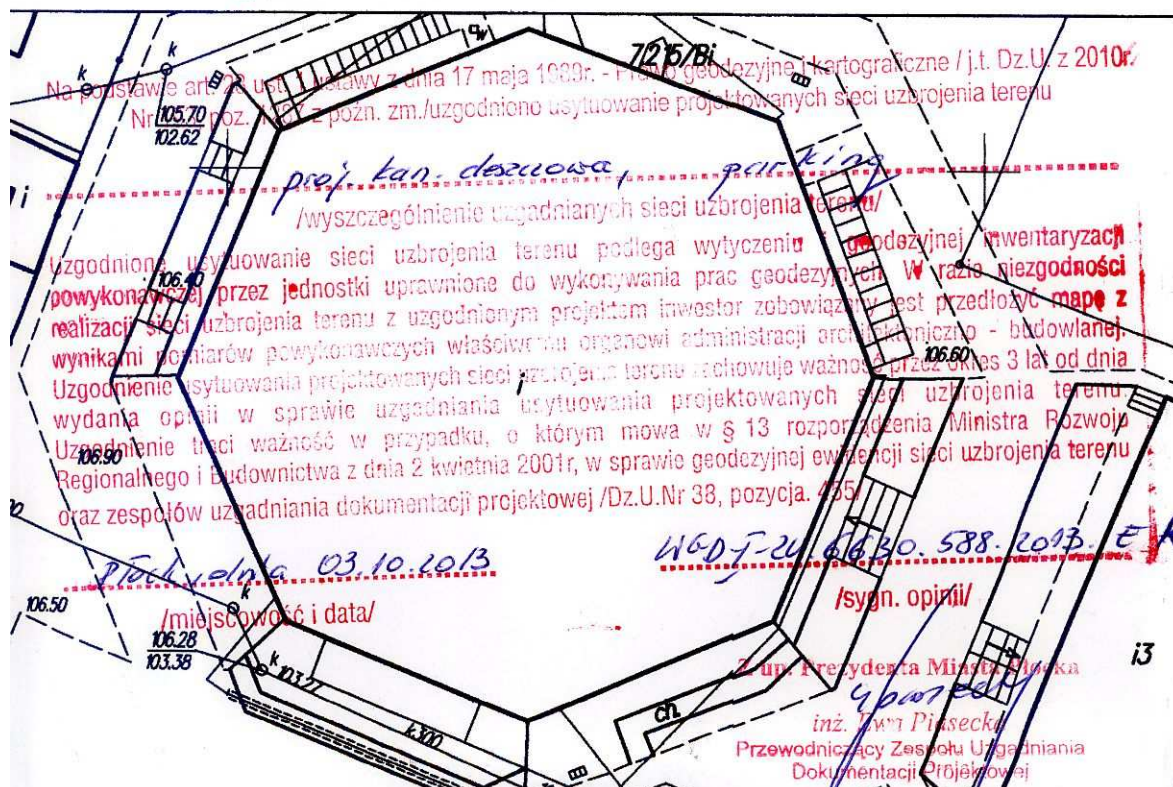 k
k
7/215/Bi
Na podstawie art. 28 ust. 1 ustawy z dnia 17 maja 1989r. - Prawo geodezyjne i kartograficzne / j.t. Dz.U. z 2010r.
Nr poz. z późn. zm./uzgodniono usytuowanie projektowanych sieci uzbrojenia terenu
105.70
102.62
proj. kan. deszczowa, parking
/wyszczególnienie uzgadnianych sieci uzbrojenia terenu/
i
Uzgodnione usytuowanie sieci uzbrojenia terenu podlega wytyczeniu i geodezyjnej inwentaryzacji
powykonawczej przez jednostki uprawnione do wykonywania prac geodezyjnych. W razie niezgodności
106.40
realizacji sieci uzbrojenia terenu z uzgodnionym projektem inwestor zobowiązany jest przedłożyć mapę z
wynikami pomiarów powykonawczych właściwemu organowi administracji architektoniczno - budowlanej.
106.60
Uzgodnienie usytuowania projektowanych sieci uzbrojenia terenu zachowuje ważność przez okres 3 lat od dnia
i
wydania opinii w sprawie uzgadniania usytuowania projektowanych sieci uzbrojenia terenu.
Uzgodnienie traci ważność w przypadku, o którym mowa w § 13 rozporządzenia Ministra Rozwoju
106.90
Regionalnego i Budownictwa z dnia 2 kwietnia 2001r, w sprawie geodezyjnej ewidencji sieci uzbrojenia terenu
oraz zespołów uzgadniania dokumentacji projektowej /Dz.U.Nr 38, pozycja. 455/
Płock, dnia 03.10.2013
6630.588.2013.
/miejscowość i data/
/sygn. opinii/
106.50
k
106.28
103.38
k
103.27
i3
Z up. Prezydenta Miasta Płocka
ch.
k300
inż. Ewa Piasecka
Przewodniczący Zespołu Uzgadniania
Dokumentacji Projektowej